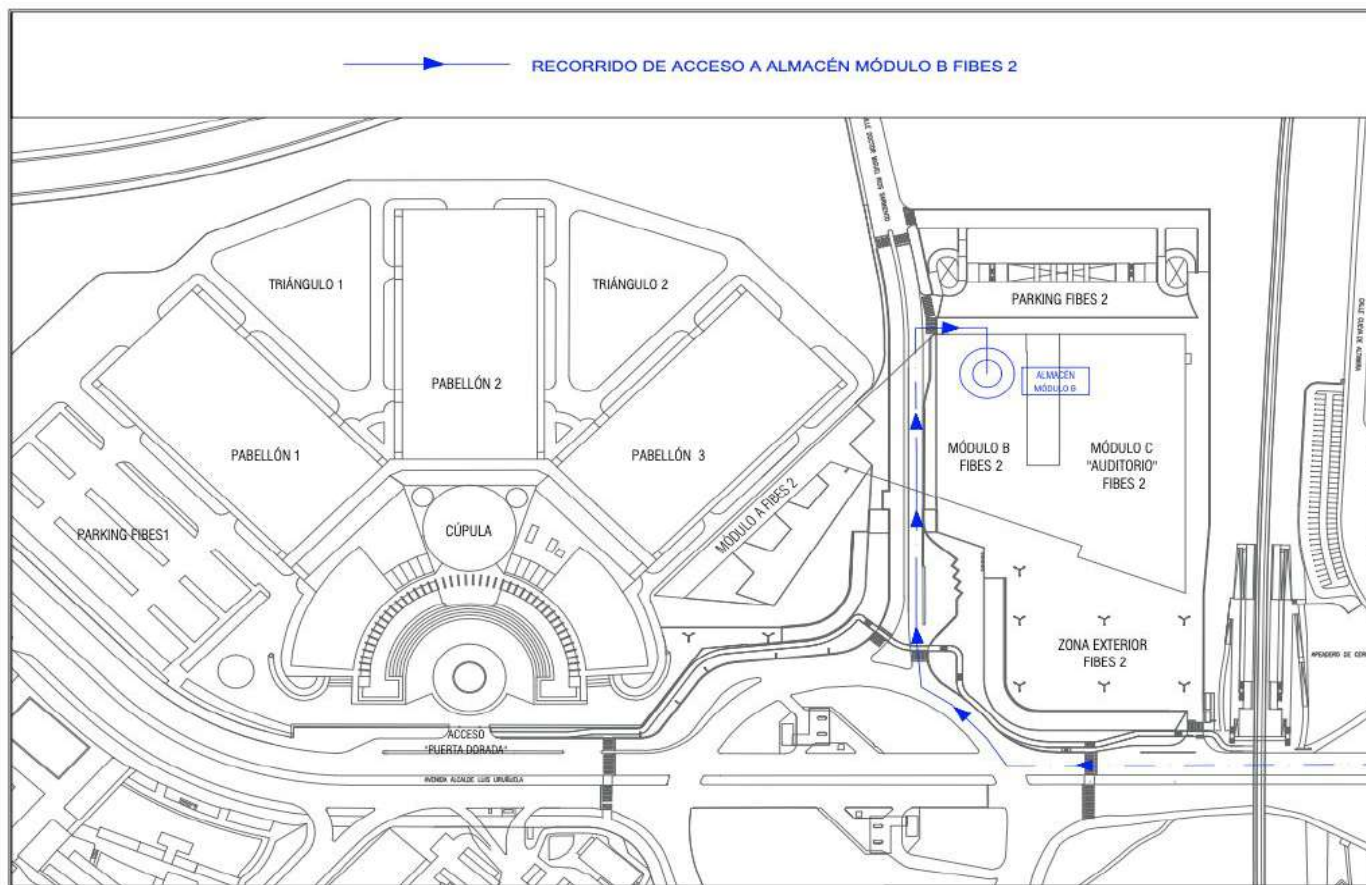 RECORRIDO DE ACCESO A ALMACÉN MÓDULO B FIBES 2
TRIÁNGULO 1
TRIÁNGULO 2
PARKING FIBES 2
PABELLÓN 2
ALMACÉN
MÓDULO B
PABELLÓN 1
PABELLÓN 3
MÓDULO B
FIBES 2
MÓDULO C
"AUDITORIO"
FIBES 2
MÓDULO A FIBES 2
PARKING FIBES1
CÚPULA
ZONA EXTERIOR
FIBES 2
ACCESO
"PUERTA DORADA"
AVENIDA ALCALDE LUIS URUÑUELA
APEADERO DE